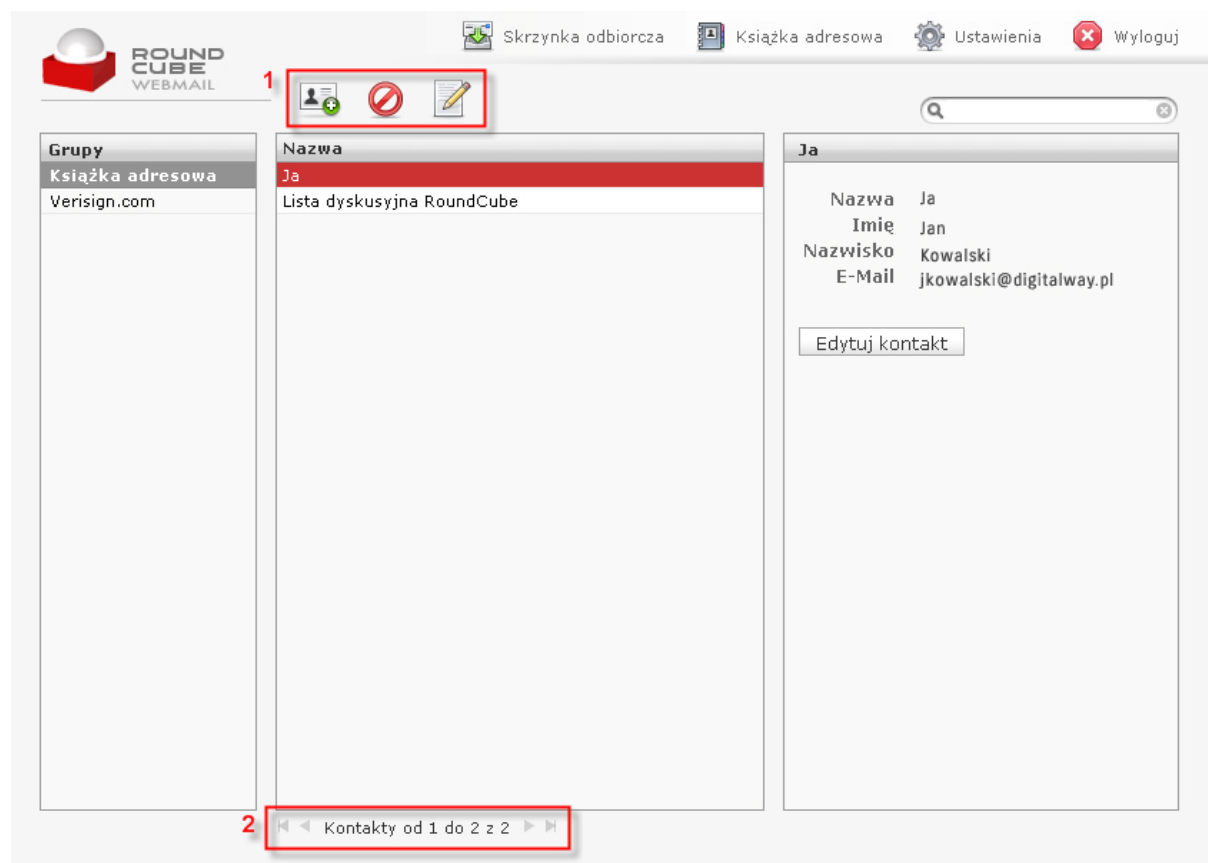 Skrzynka odbiorcza Książka adresowa Ustawienia Wyloguj
ROUND
CUBE
WEBMAIL
1
Grupy
Książka adresowa
Verisign.com
Nazwa
Ja
Lista dyskusyjna RoundCube
Ja
Nazwa Ja
Imię Jan
Nazwisko Kowalski
E-Mail jkowalski@digitalway.pl
Edytuj kontakt
2
Kontakty od 1 do 2 z 2